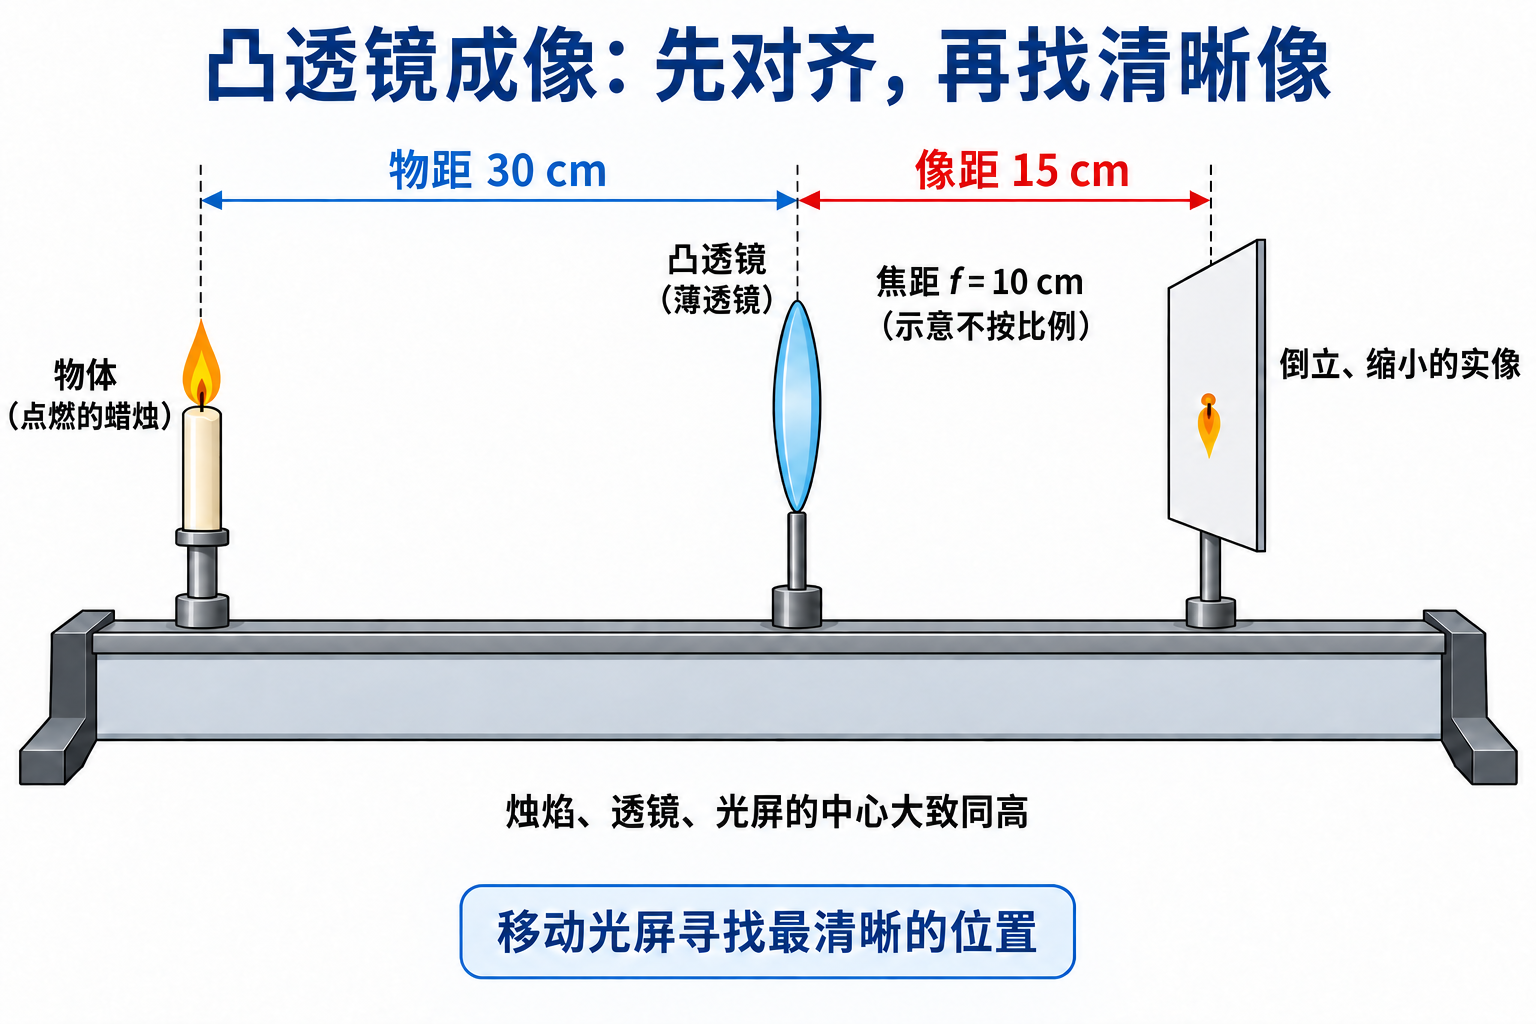 凸透镜成像：先对齐，再找清晰像
物距 30 cm
像距 15 cm
凸透镜
（薄透镜）
焦距 f = 10 cm
（示意不按比例）
物体
（点燃的蜡烛）
倒立、缩小的实像
烛焰、透镜、光屏的中心大致同高
移动光屏寻找最清晰的位置